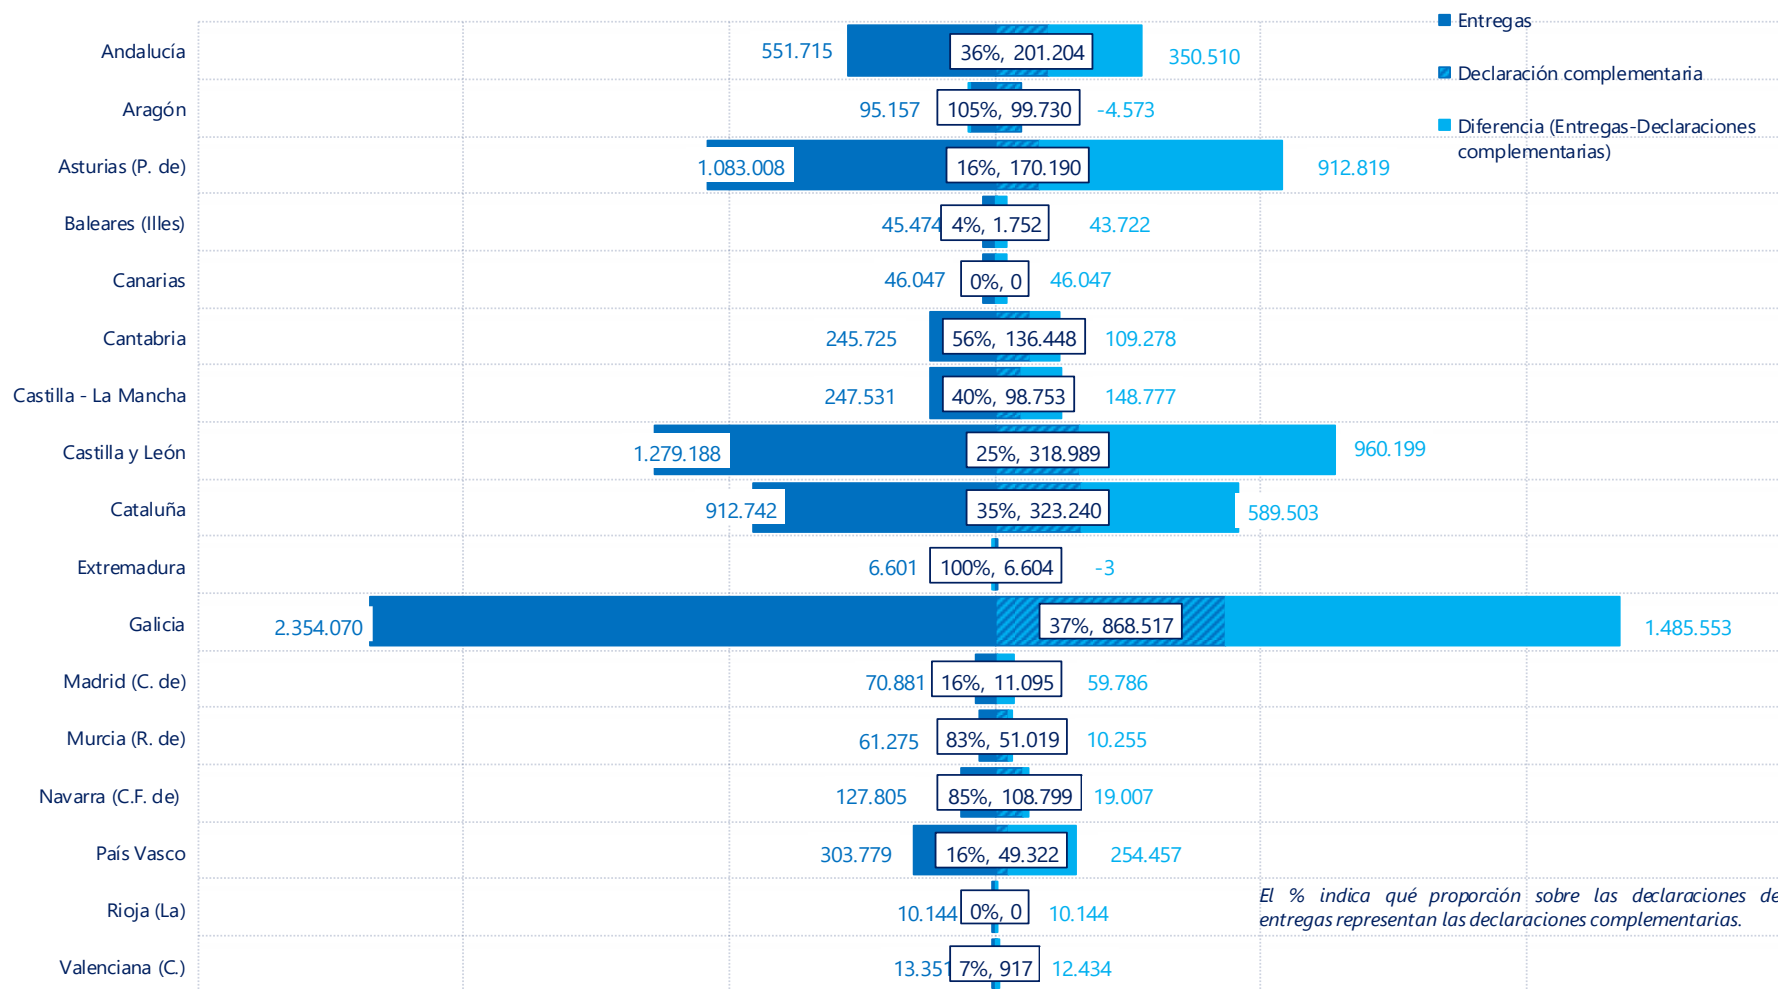 Entregas
Declaración complementaria
Diferencia (Entregas-Declaraciones
complementarias)
Andalucía 551.715 36%, 201.204 350.510
Aragón 95.157 105%, 99.730 -4.573
Asturias (P. de) 1.083.008 16%, 170.190 912.819
Baleares (Illes) 45.474 4%, 1.752 43.722
Canarias 46.047 0%, 0 46.047
Cantabria 245.725 56%, 136.448 109.278
Castilla - La Mancha 247.531 40%, 98.753 148.777
Castilla y León 1.279.188 25%, 318.989 960.199
Cataluña 912.742 35%, 323.240 589.503
Extremadura 6.601 100%, 6.604 -3
Galicia 2.354.070 37%, 868.517 1.485.553
Madrid (C. de) 70.881 16%, 11.095 59.786
Murcia (R. de) 61.275 83%, 51.019 10.255
Navarra (C.F. de) 127.805 85%, 108.799 19.007
País Vasco 303.779 16%, 49.322 254.457
Rioja (La) 10.144 0%, 0 10.144
Valenciana (C.) 13.351 7%, 917 12.434
El % indica qué proporción sobre las declaraciones de
entregas representan las declaraciones complementarias.